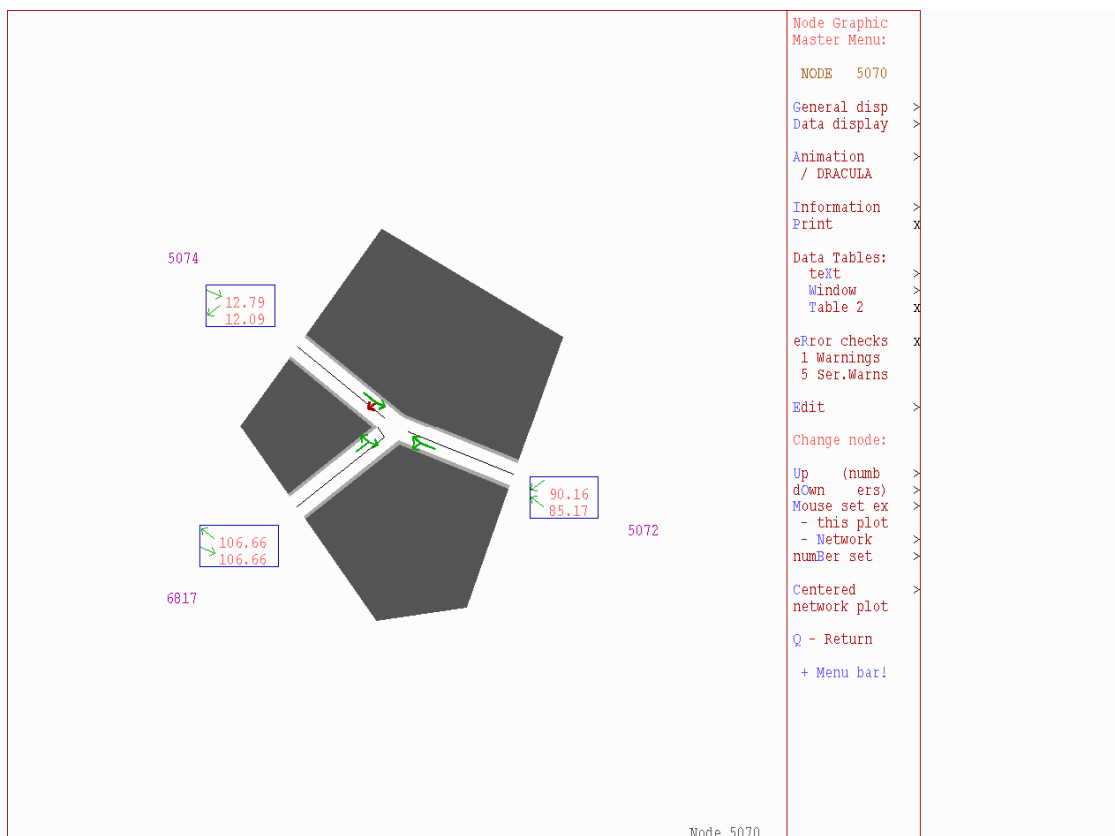 5074
12.79
12.09
90.16
85.17
5072
106.66
106.66
6817
Node 5070
Node Graphic
Master Menu:
NODE 5070
General disp >
Data display >
Animation >
/ DRACULA
Information >
Print x
Data Tables:
teXt >
Window >
Table 2 x
eRror checks x
1 Warnings
5 Ser.Warns
Edit >
Change node:
Up (numb >
dOwn ers) >
Mouse set ex >
- this plot
- Network >
numBer set >
Centered >
network plot
Q - Return
+ Menu bar!